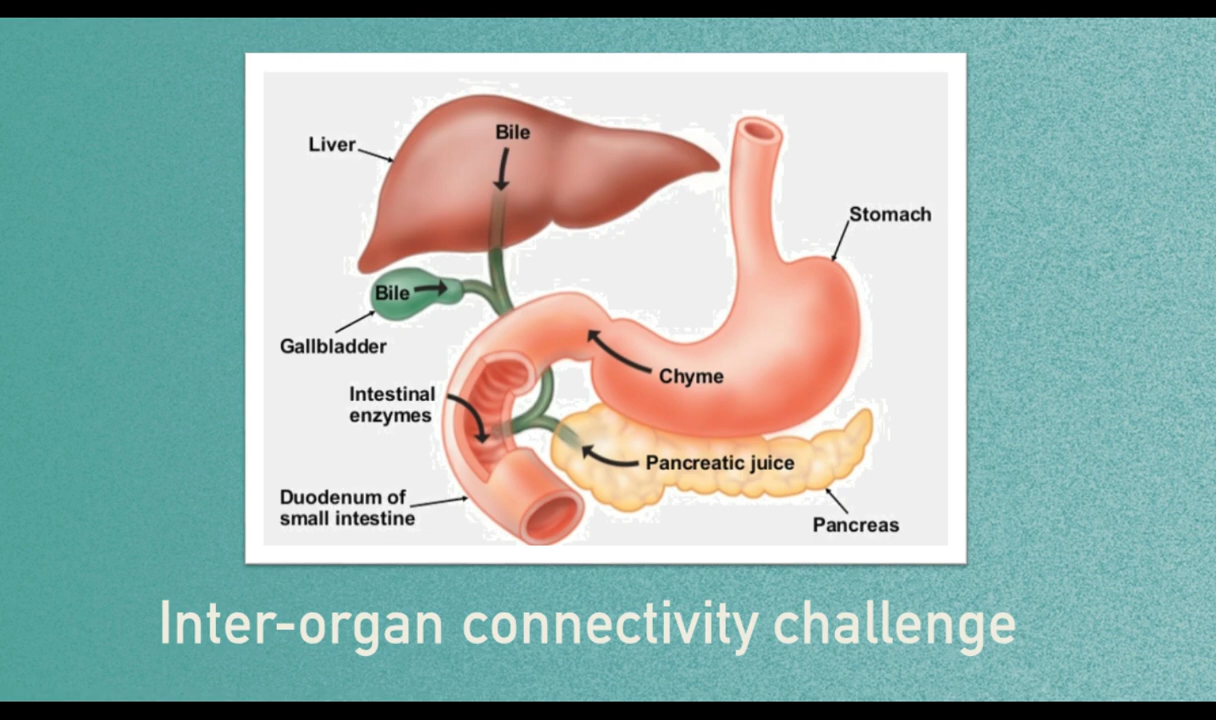 Bile
Liver
Stomach
Bile
Gallbladder
Chyme
Intestinal
enzymes
Pancreatic juice
Duodenum of
small intestine
Pancreas
Inter-organ connectivity challenge